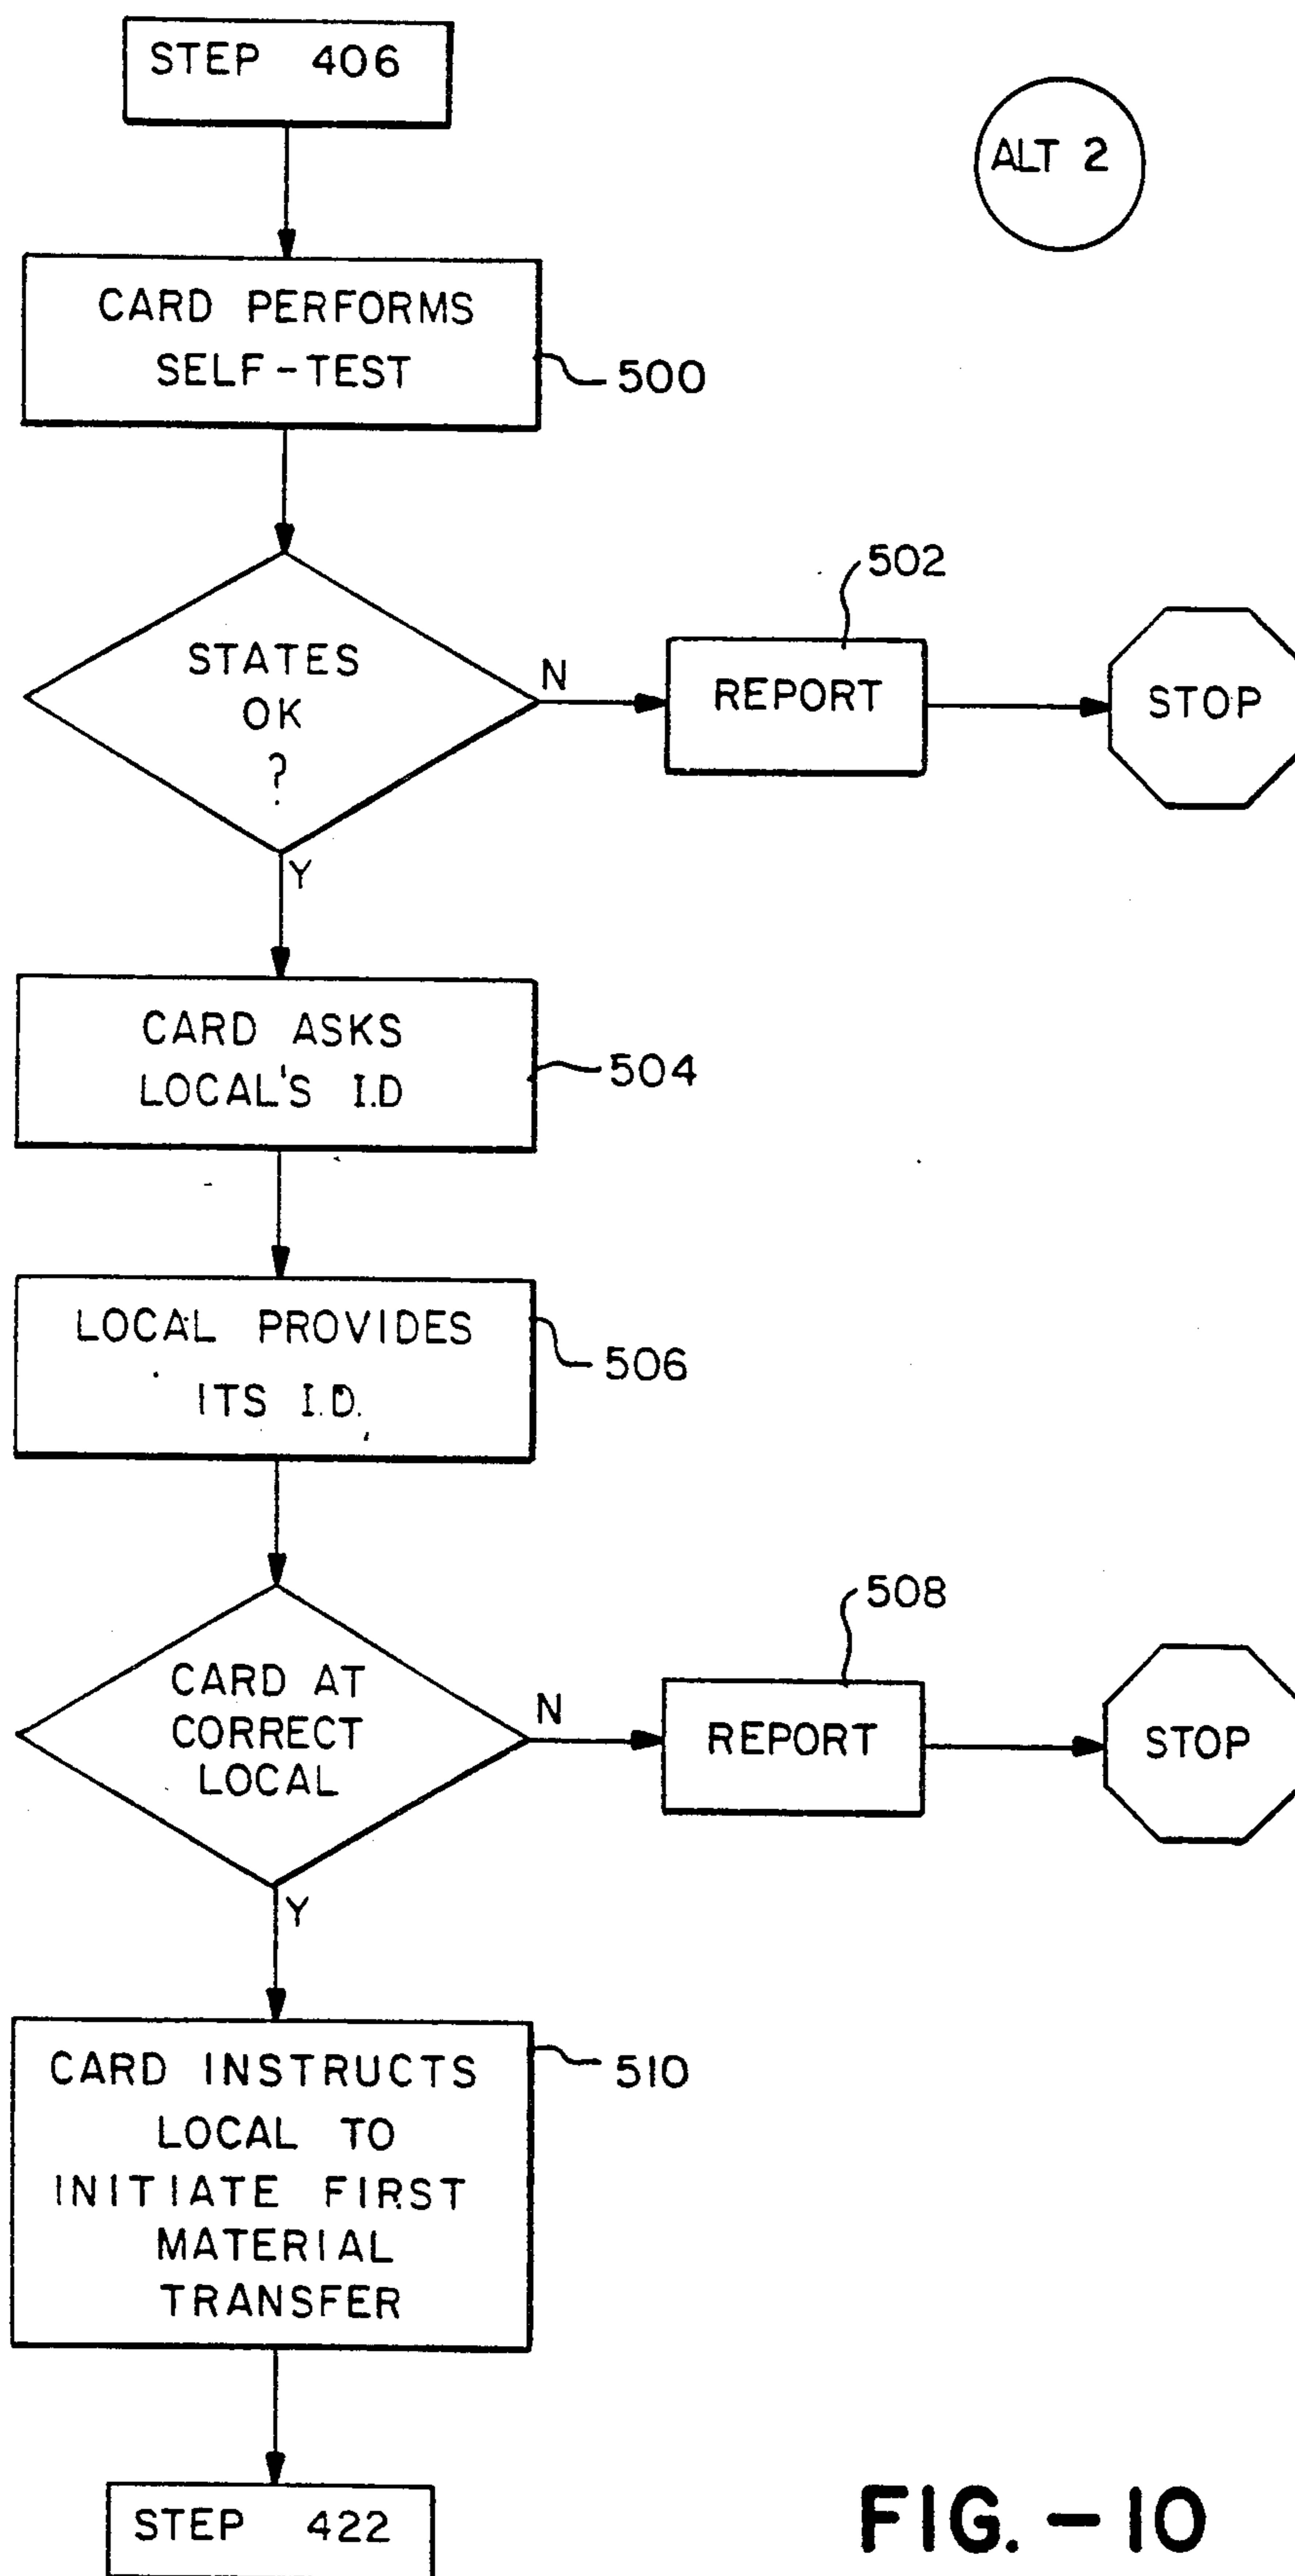 STEP 406
ALT 2
CARD PERFORMS
SELF-TEST
500
STATES
OK
?
N
502
REPORT
STOP
Y
CARD ASKS
LOCAL'S I.D
504
LOCAL PROVIDES
ITS I.D.
506
CARD AT
CORRECT
LOCAL
N
508
REPORT
STOP
Y
CARD INSTRUCTS
LOCAL TO
INITIATE FIRST
MATERIAL
TRANSFER
510
STEP 422
FIG.-10